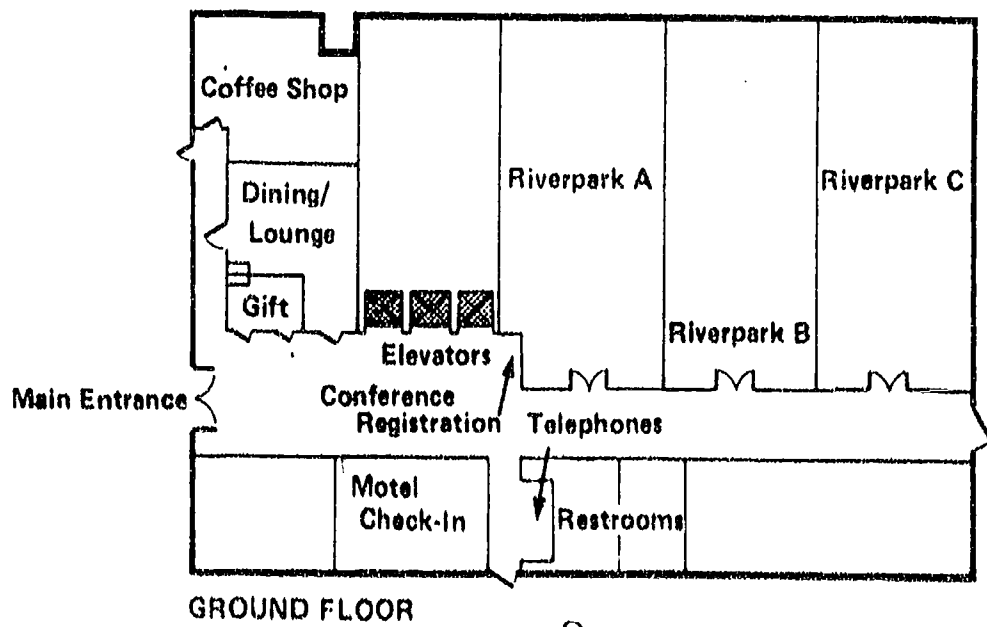 Coffee Shop
Dining/
Lounge
Gift
Riverpark A
Riverpark B
Riverpark C
Elevators
Main Entrance
Conference
Registration
Telephones
Motel
Check-In
Restrooms
GROUND FLOOR